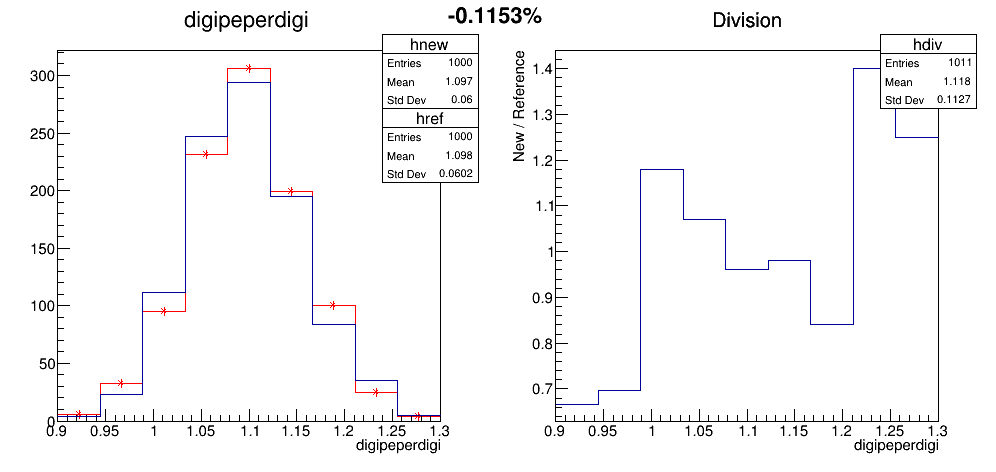 -0.1153%
digipeperdigi
hnew
Entries 1000
Mean 1.097
Std Dev 0.06
href
Entries 1000
Mean 1.098
Std Dev 0.0602
300
250
200
150
100
50
0
0.9 0.95 1 1.05 1.1 1.15 1.2 1.25 1.3
digipeperdigi
Division
hdiv
Entries 1011
Mean 1.118
Std Dev 0.1127
New / Reference
1.4
1.3
1.2
1.1
1
0.9
0.8
0.7
0.9 0.95 1 1.05 1.1 1.15 1.2 1.25 1.3
digipeperdigi